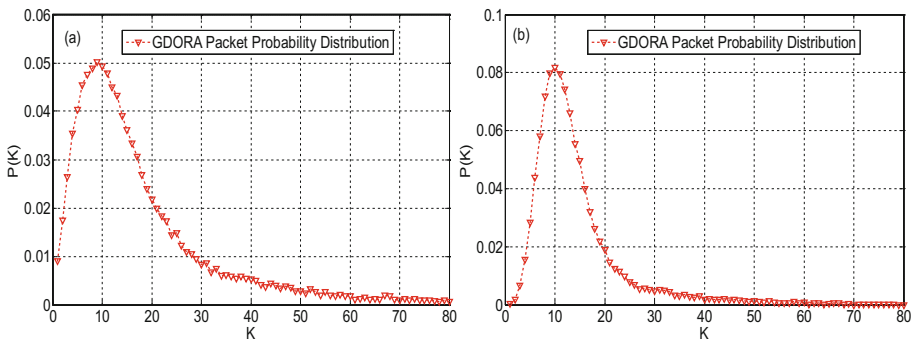 (a)
GDORA Packet Probability Distribution
P(K)
0.06
0.05
0.04
0.03
0.02
0.01
0
0 10 20 30 40 50 60 70 80
K
(b)
GDORA Packet Probability Distribution
P(K)
0.1
0.08
0.06
0.04
0.02
0
0 10 20 30 40 50 60 70 80
K